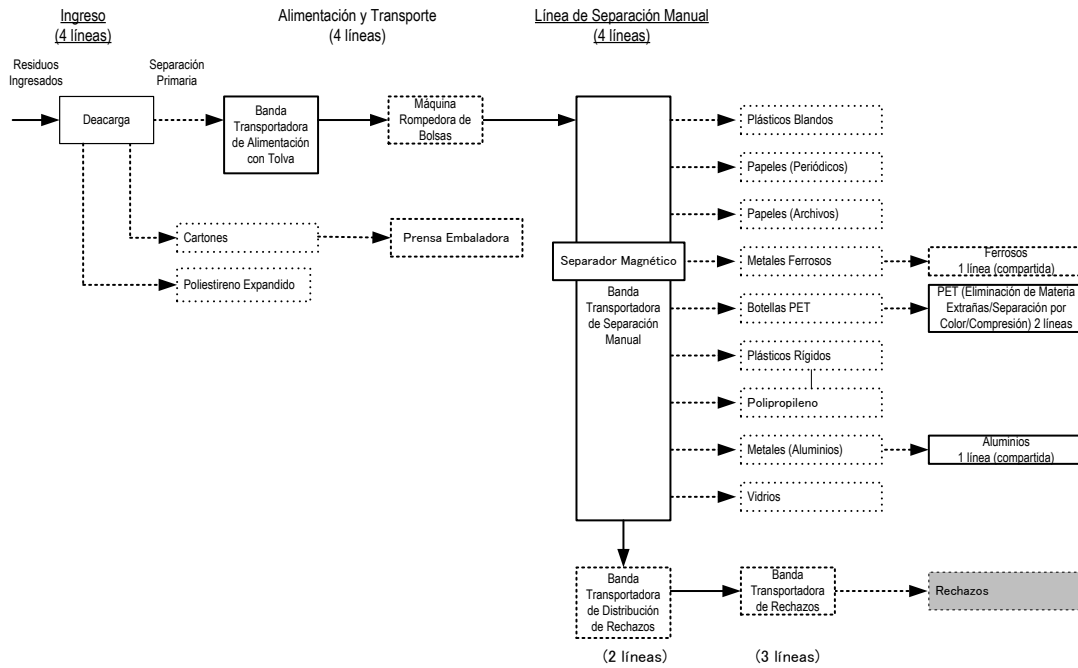 Ingreso
(4 líneas)
Alimentación y Transporte
(4 líneas)
Línea de Separación Manual
(4 líneas)
Residuos
Ingresados
Separación
Primaria
Deacarga
Banda
Transportadora
de Alimentación
con Tolva
Máquina
Rompedora de
Bolsas
Cartones
Prensa Embaladora
Poliestireno Expandido
Separador Magnético
Banda
Transportadora
de Separación
Manual
Plásticos Blandos
Papeles (Periódicos)
Papeles (Archivos)
Metales Ferrosos
Ferrosos
1 línea (compartida)
Botellas PET
PET (Eliminación de Materia
Extrañas/Separación por
Color/Compresión) 2 líneas
Plásticos Rígidos
Polipropileno
Metales (Aluminios)
Aluminios
1 línea (compartida)
Vidrios
Banda
Transportadora
de Distribución
de Rechazos
Banda
Transportadora
de Rechazos
Rechazos
(2 líneas)
(3 líneas)